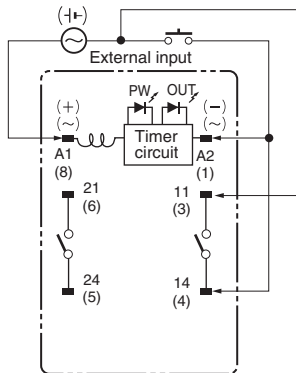 (+ -)
External input
PW OUT
(+) (−)
(~) (~)
Timer
circuit
A1 A2
(8) (1)
21 11
(6) (3)
24 14
(5) (4)